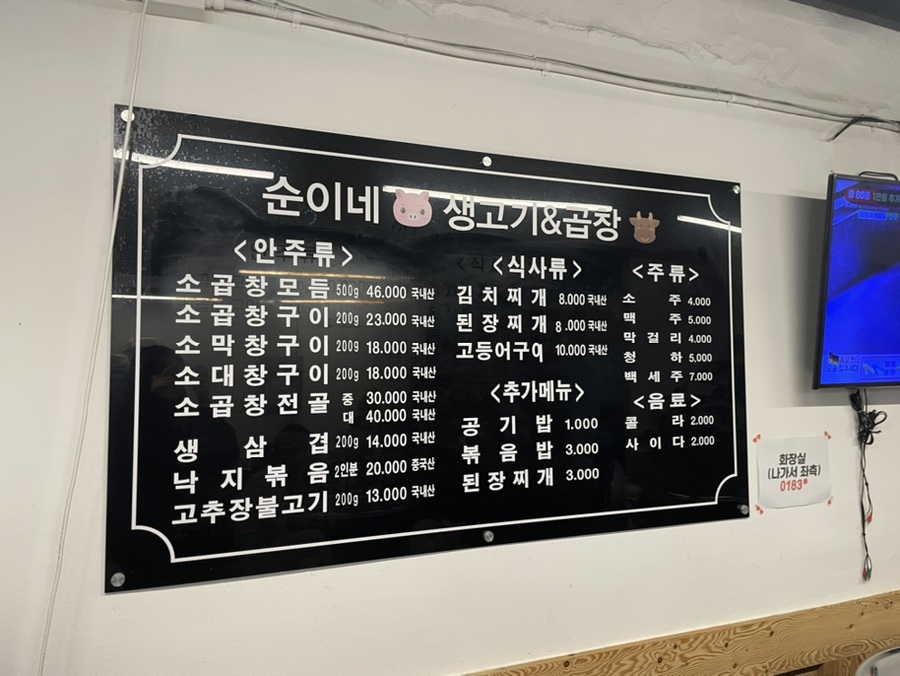 순이네 생고기&곱창
<안주류>
소곱창모듬 500g 46.000 국내산
소곱창구이 200g 23.000 국내산
소막창구이 200g 18.000 국내산
소대창구이 200g 18.000 국내산
소곱창전골 중 30.000 국내산
대 40.000 국내산
생삼겹 200g 14.000 국내산
낙지볶음 2인분 20.000 중국산
고추장불고기 200g 13.000 국내산
<식사류>
김치찌개 8.000 국내산
된장찌개 8.000 국내산
고등어구이 10.000 국내산
<추가메뉴>
공기밥 1.000
볶음밥 3.000
된장찌개 3.000
<주류>
소주 4.000
맥주 5.000
막걸리 4.000
청하 5.000
백세주 7.000
<음료>
콜라 2.000
사이다 2.000
화장실
(나가서 좌측)
0183*